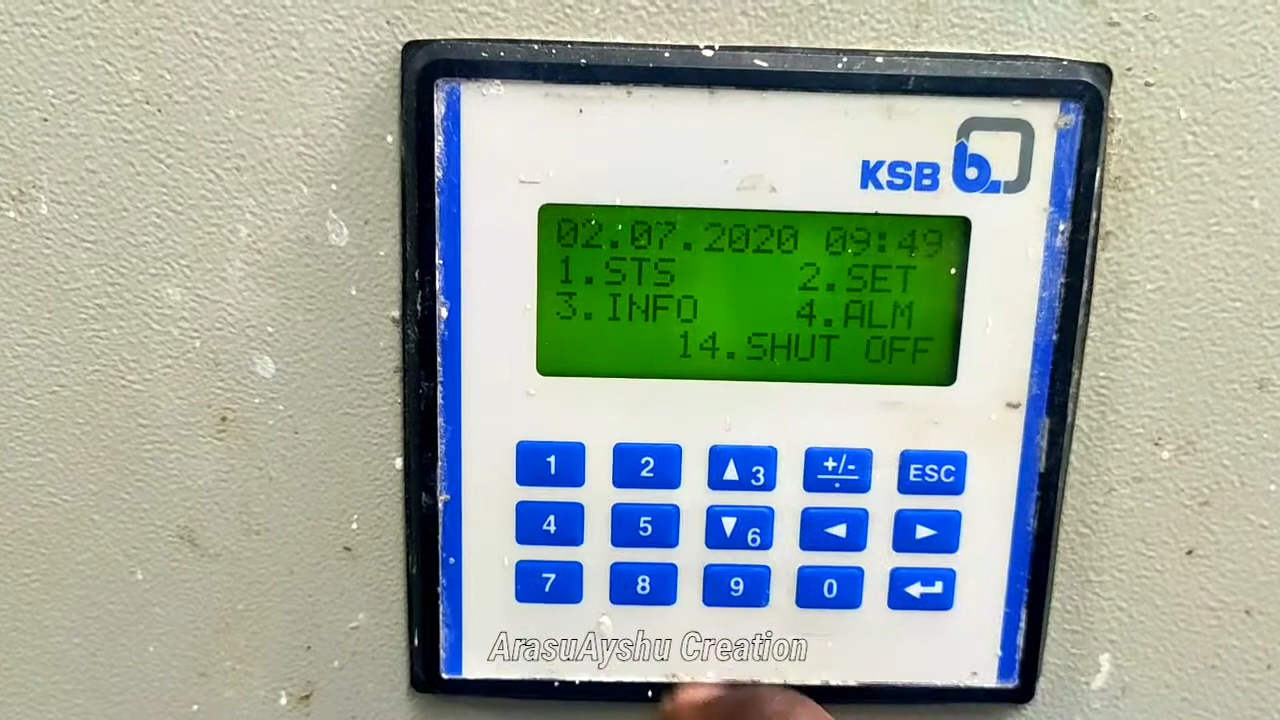 KSB b
02.07.2020 09:49
1.STS 2.SET
3.INFO 4.ALM
14.SHUT OFF
1 2 ▲3 +/- ESC
4 5 ▼6 ◄ ►
7 8 9 0 ↵
ArasuAyshu Creation